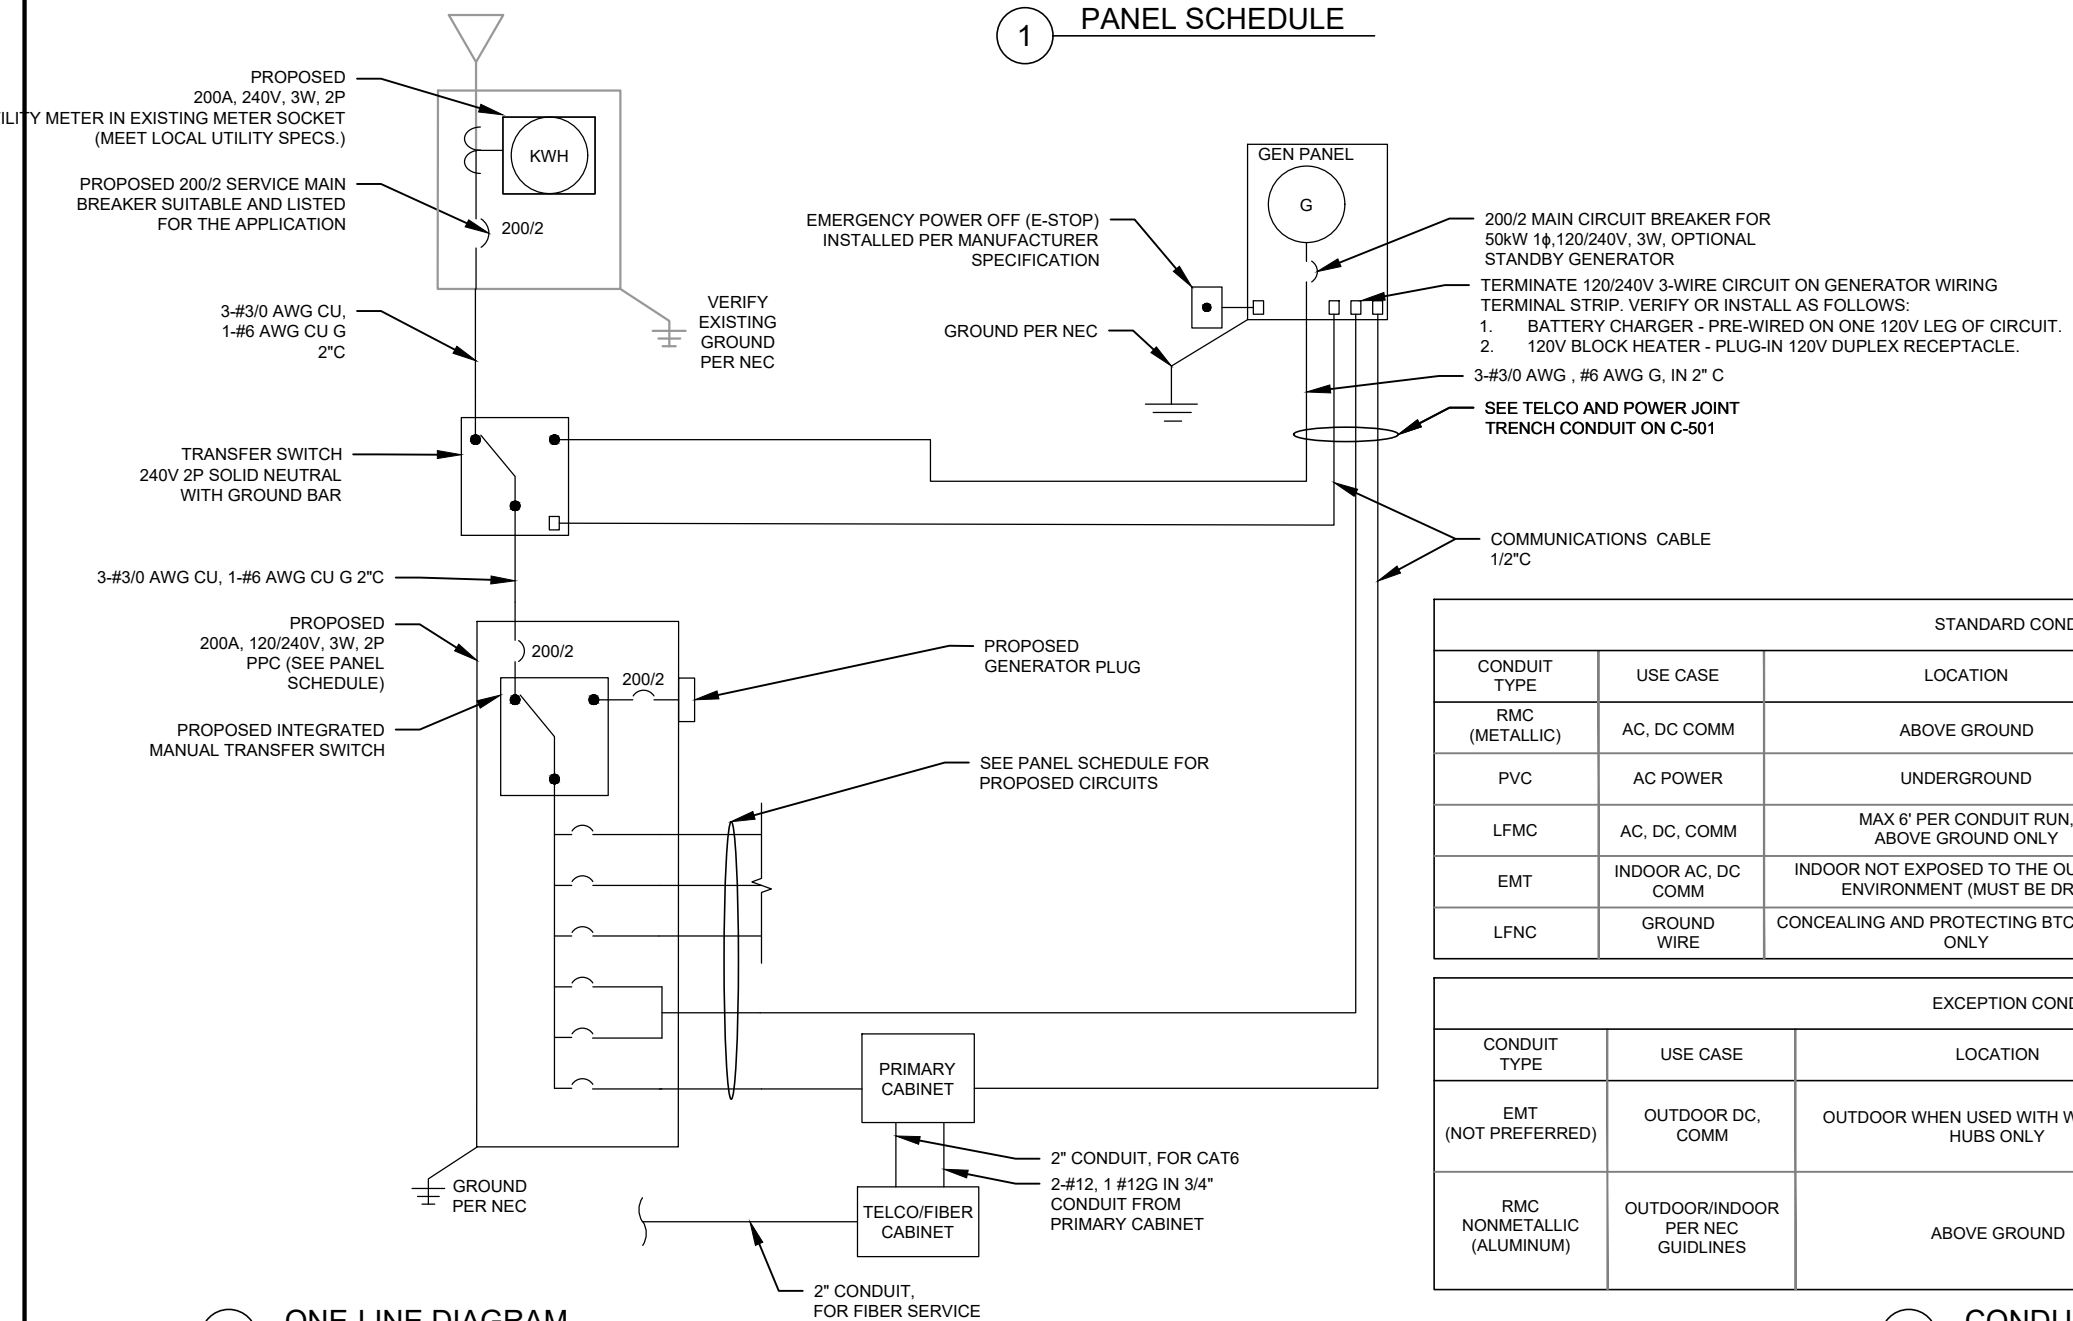 1
PANEL SCHEDULE
PROPOSED
200A, 240V, 3W, 2P
METER IN EXISTING METER SOCKET
(MEET LOCAL UTILITY SPECS.)
KWH
PROPOSED 200/2 SERVICE MAIN
BREAKER SUITABLE AND LISTED
FOR THE APPLICATION
200/2
3-#3/0 AWG CU,
1-#6 AWG CU G
2"C
VERIFY
EXISTING
GROUND
PER NEC
TRANSFER SWITCH
240V 2P SOLID NEUTRAL
WITH GROUND BAR
3-#3/0 AWG CU, 1-#6 AWG CU G 2"C
PROPOSED
200A, 120/240V, 3W, 2P
PPC (SEE PANEL
SCHEDULE)
PROPOSED INTEGRATED
MANUAL TRANSFER SWITCH
200/2
200/2
PROPOSED
GENERATOR PLUG
SEE PANEL SCHEDULE FOR
PROPOSED CIRCUITS
GROUND
PER NEC
PRIMARY
CABINET
TELCO/FIBER
CABINET
2" CONDUIT, FOR CAT6
2-#12, 1 #12G IN 3/4"
CONDUIT FROM
PRIMARY CABINET
2" CONDUIT,
FOR FIBER SERVICE
GEN PANEL
G
EMERGENCY POWER OFF (E-STOP)
INSTALLED PER MANUFACTURER
SPECIFICATION
GROUND PER NEC
200/2 MAIN CIRCUIT BREAKER FOR
50kW 1ϕ,120/240V, 3W, OPTIONAL
STANDBY GENERATOR
TERMINATE 120/240V 3-WIRE CIRCUIT ON GENERATOR WIRING
TERMINAL STRIP. VERIFY OR INSTALL AS FOLLOWS:
1. BATTERY CHARGER - PRE-WIRED ON ONE 120V LEG OF CIRCUIT.
2. 120V BLOCK HEATER - PLUG-IN 120V DUPLEX RECEPTACLE.
3-#3/0 AWG , #6 AWG G, IN 2" C
SEE TELCO AND POWER JOINT
TRENCH CONDUIT ON C-501
COMMUNICATIONS CABLE
1/2"C
STANDARD
CONDUIT
TYPE
USE CASE
LOCATION
RMC
(METALLIC)
AC, DC COMM
ABOVE GROUND
PVC
AC POWER
UNDERGROUND
LFMC
AC, DC, COMM
MAX 6' PER CONDUIT RUN,
ABOVE GROUND ONLY
EMT
INDOOR AC, DC
COMM
INDOOR NOT EXPOSED TO THE
ENVIRONMENT (MUST BE
LFNC
GROUND
WIRE
CONCEALING AND PROTECTING
ONLY
EXCEPTION
CONDUIT
TYPE
USE CASE
LOCATION
EMT
(NOT PREFERRED)
OUTDOOR DC,
COMM
OUTDOOR WHEN USED WITH
HUBS ONLY
RMC
NONMETALLIC
(ALUMINUM)
OUTDOOR/INDOOR
PER NEC
GUIDLINES
ABOVE GROUND
ONE-LINE DIAGRAM